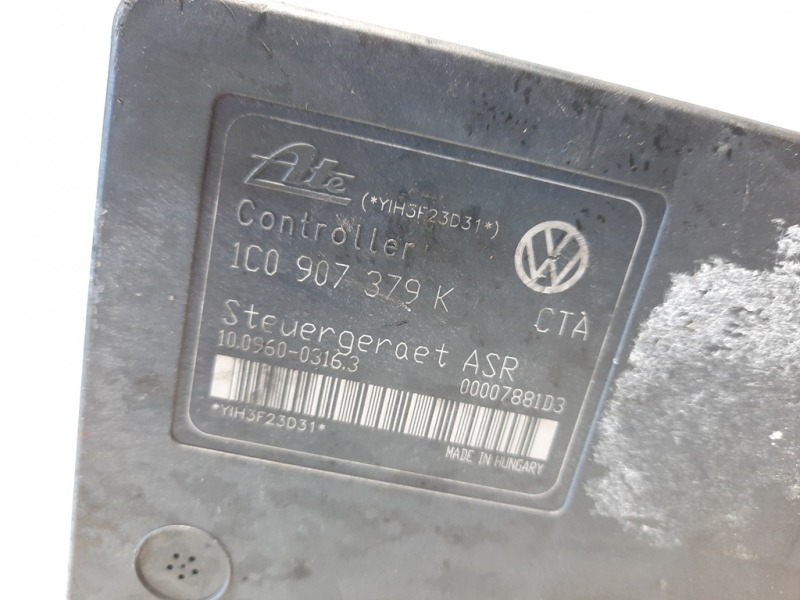 Ate (*YIH3F23D31*)
Controller
1C0 907 379 K
CTA
Steuergeraet ASR
10.0960-0316.3 00007881D3
*YIH3F23D31*
MADE IN HUNGARY